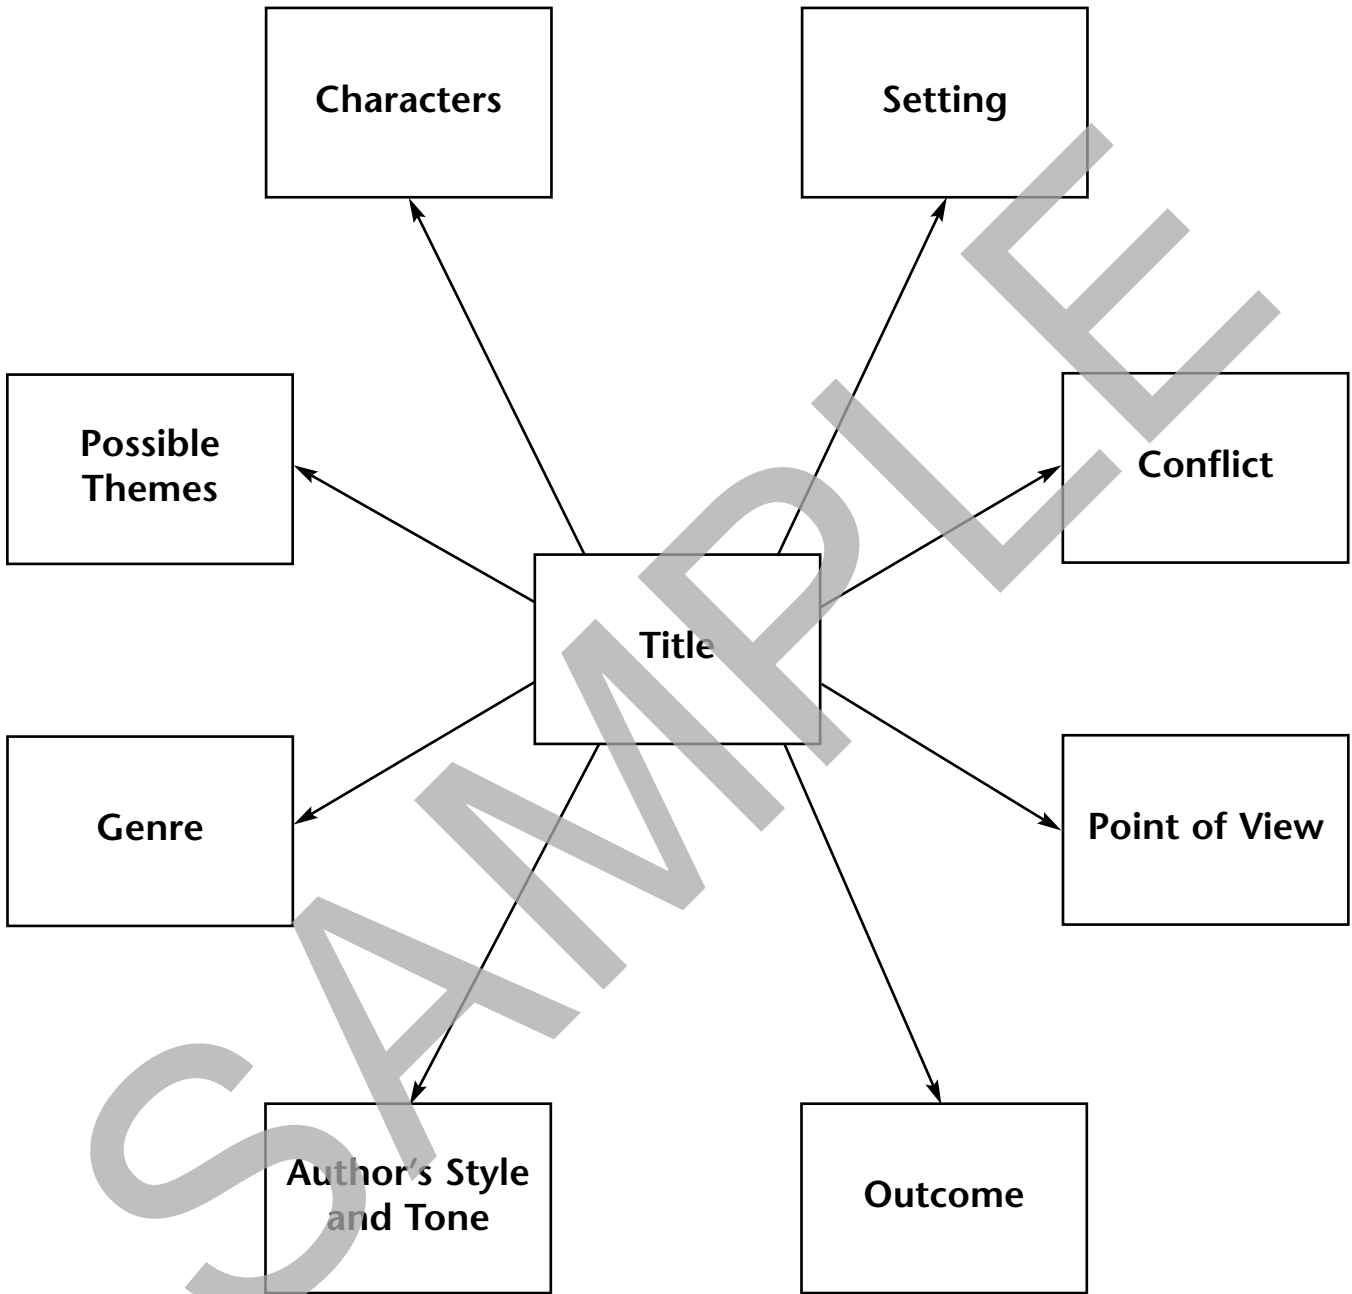 Characters
Setting
Possible
Themes
Conflict
Title
Genre
Point of View
Author's Style
and Tone
Outcome
SAMPLE